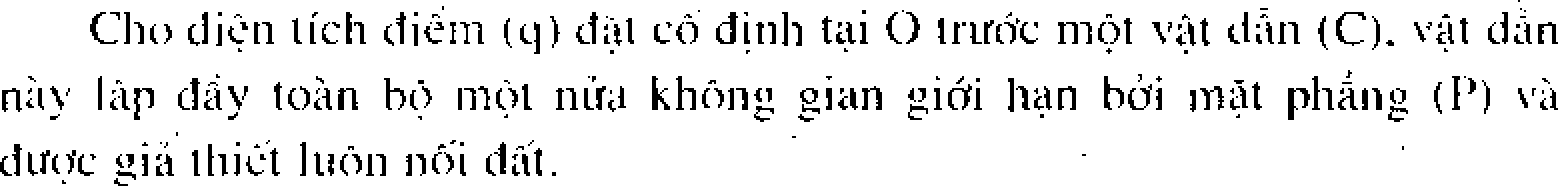 Cho điện tích điểm (q) đặt cố định tại O trước một vật dẫn (C), vật dẫn
này lấp đầy toàn bộ một nửa không gian giới hạn bởi mặt phẳng (P) và
được giả thiết luôn nối đất.